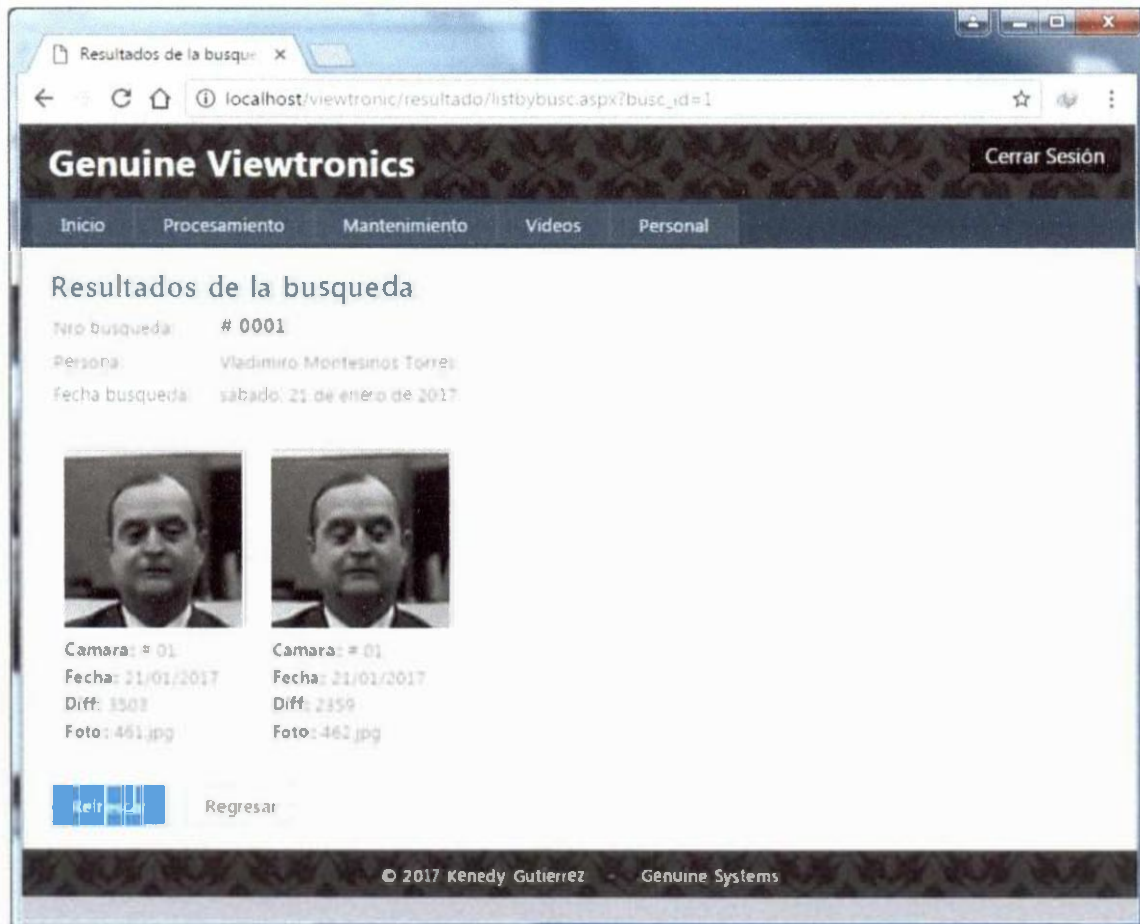 Resultados de la busqu
localhost/viewtronic/resultado/listbybusc.aspx?busc_id=1
Genuine Viewtronics
Cerrar Sesión
Inicio Procesamiento Mantenimiento Videos Personal
Resultados de la busqueda
Nro busqueda: # 0001
Persona: Vladimiro Montesinos Torres
Fecha busqueda: sabado, 21 de enero de 2017
Camara: # 01 Camara: # 01
Fecha: 21/01/2017 Fecha: 21/01/2017
Diff: 3503 Diff: 2359
Foto: 461.jpg Foto: 462.jpg
Refrescar Regresar
© 2017 Kenedy Gutierrez - Genuine Systems